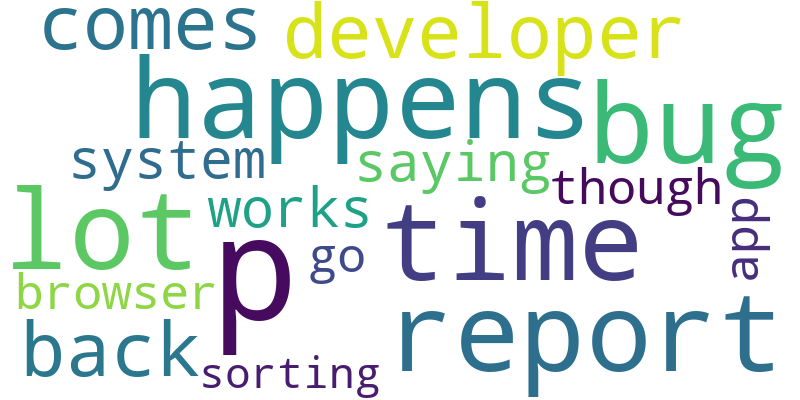 comes developer
happens bug
system saying
though
lot works time app
p go
browser
back report
sorting